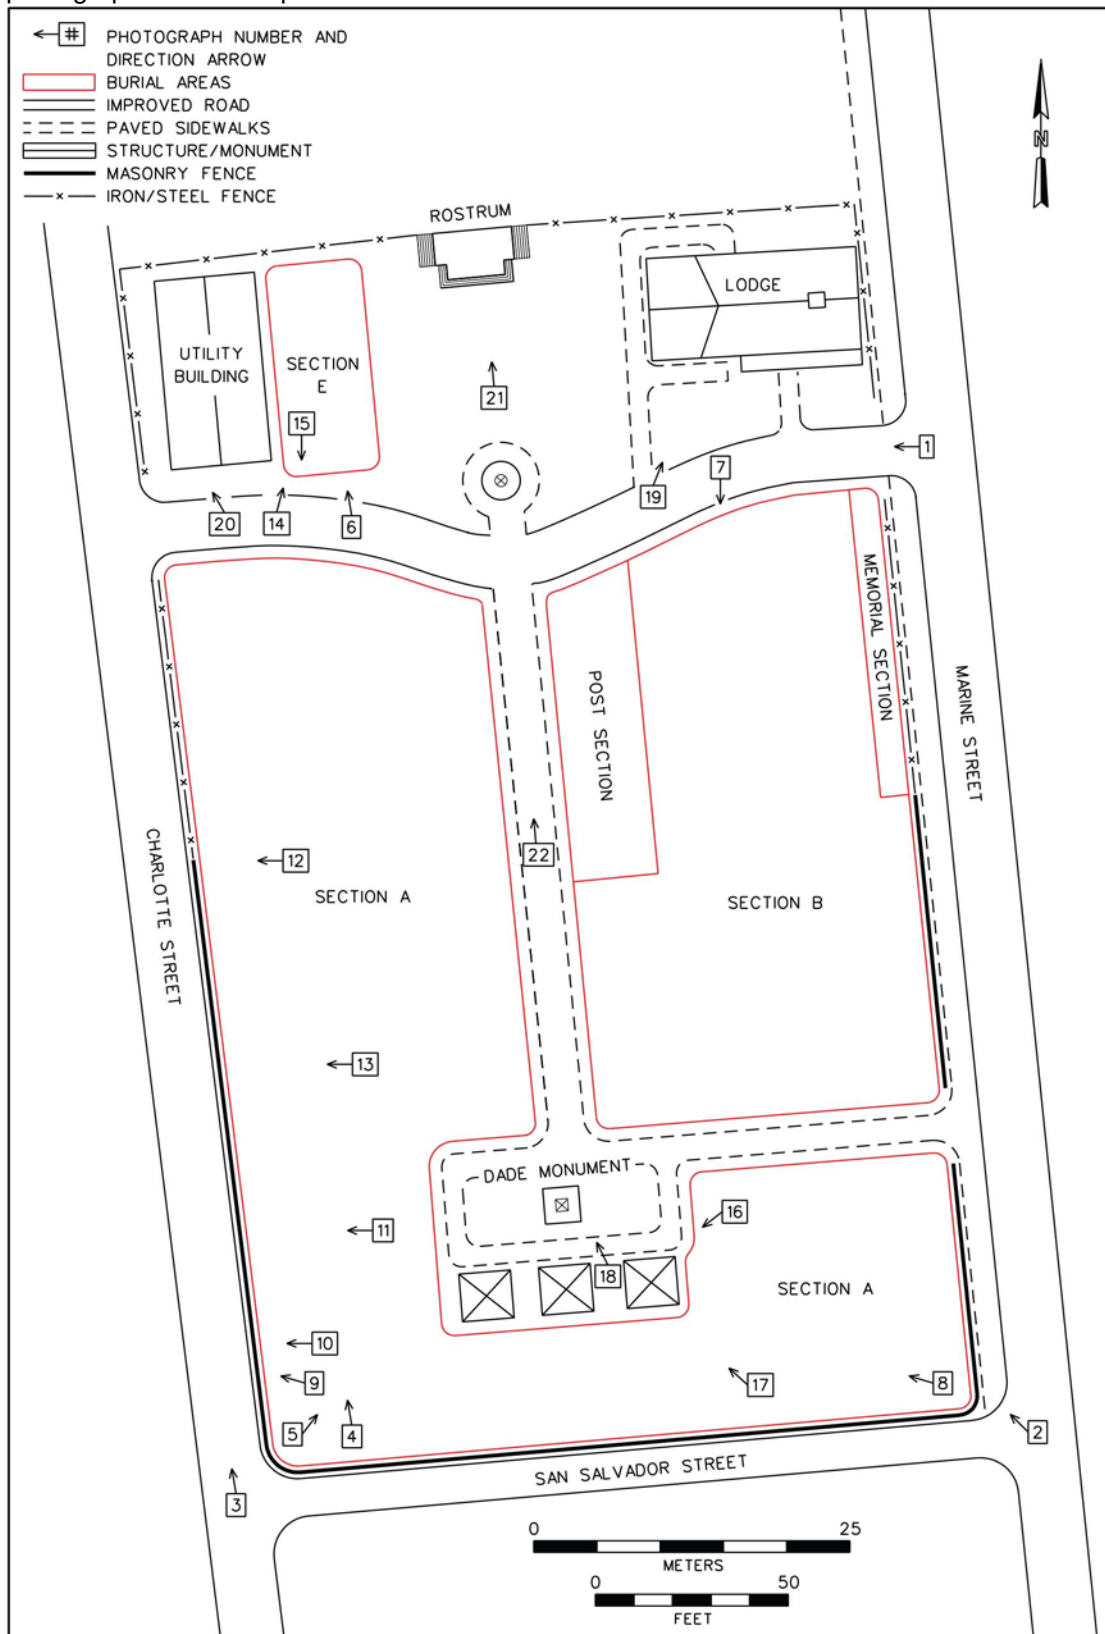 #
PHOTOGRAPH NUMBER AND
DIRECTION ARROW
BURIAL AREAS
IMPROVED ROAD
PAVED SIDEWALKS
STRUCTURE/MONUMENT
MASONRY FENCE
IRON/STEEL FENCE
N
ROSTRUM
LODGE
UTILITY
BUILDING
SECTION
E
15
21
1
7
19
20
14
6
MEMORIAL SECTION
POST SECTION
MARINE STREET
CHARLOTTE STREET
12
22
SECTION A
SECTION B
13
DADE MONUMENT
16
11
18
SECTION A
10
9
17
8
5
4
2
3
SAN SALVADOR STREET
0 25
METERS
0 50
FEET